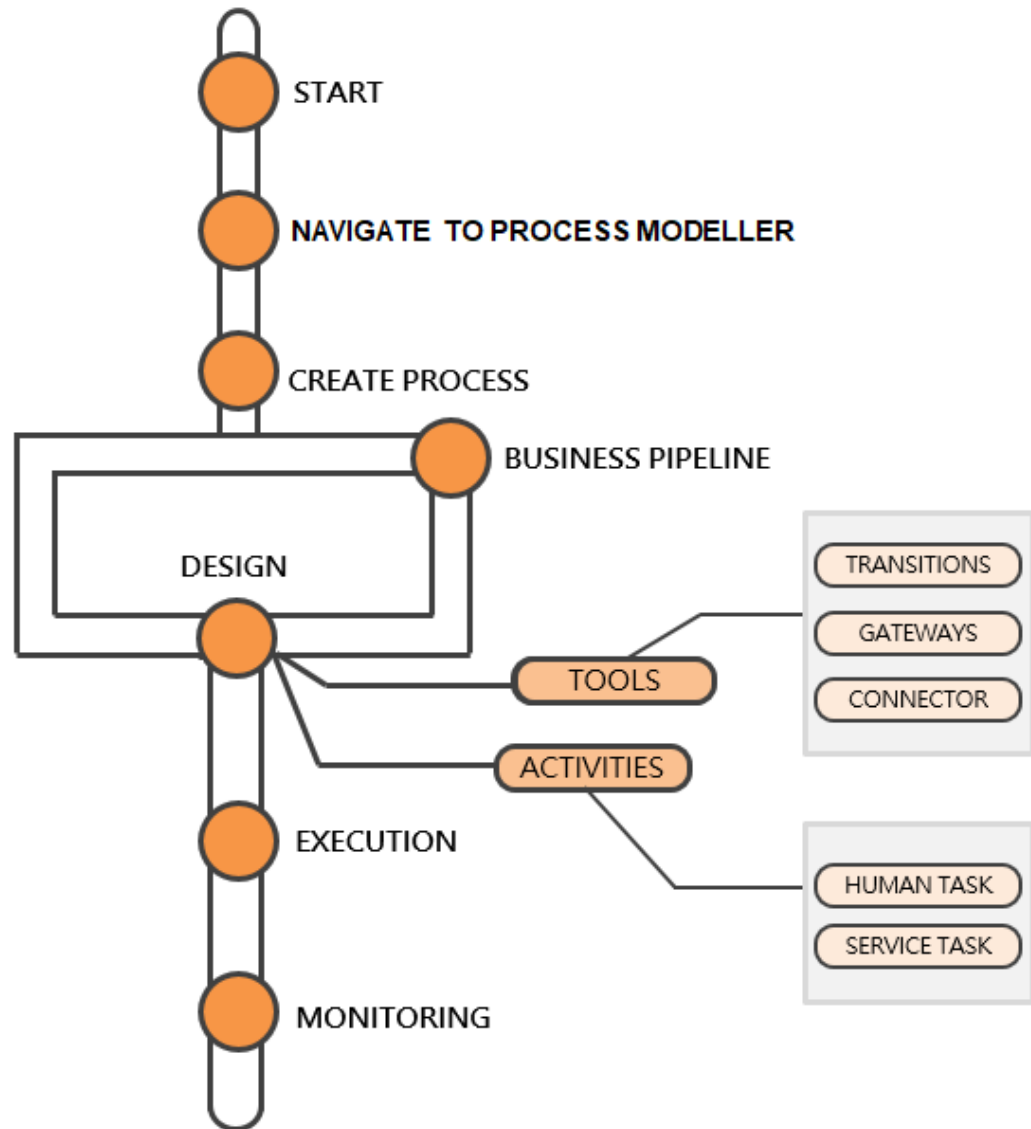 START
NAVIGATE TO PROCESS MODELLER
CREATE PROCESS
BUSINESS PIPELINE
DESIGN
TRANSITIONS
GATEWAYS
CONNECTOR
TOOLS
ACTIVITIES
EXECUTION
HUMAN TASK
SERVICE TASK
MONITORING